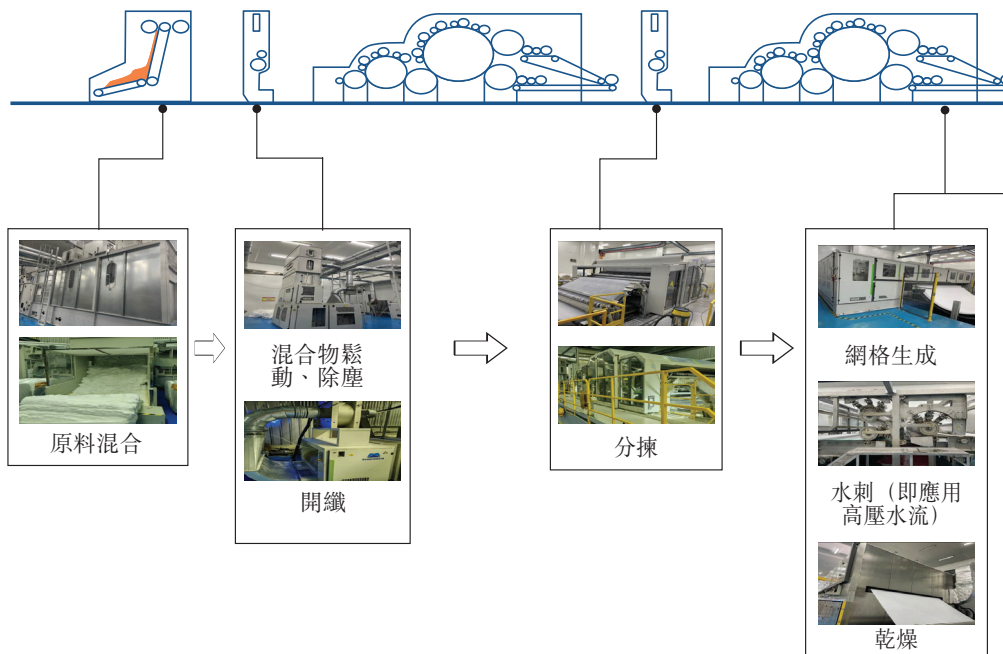 原料混合
混合物鬆
動、除塵
開纖
分揀
網格生成
水刺（即應用
高壓水流）
乾燥